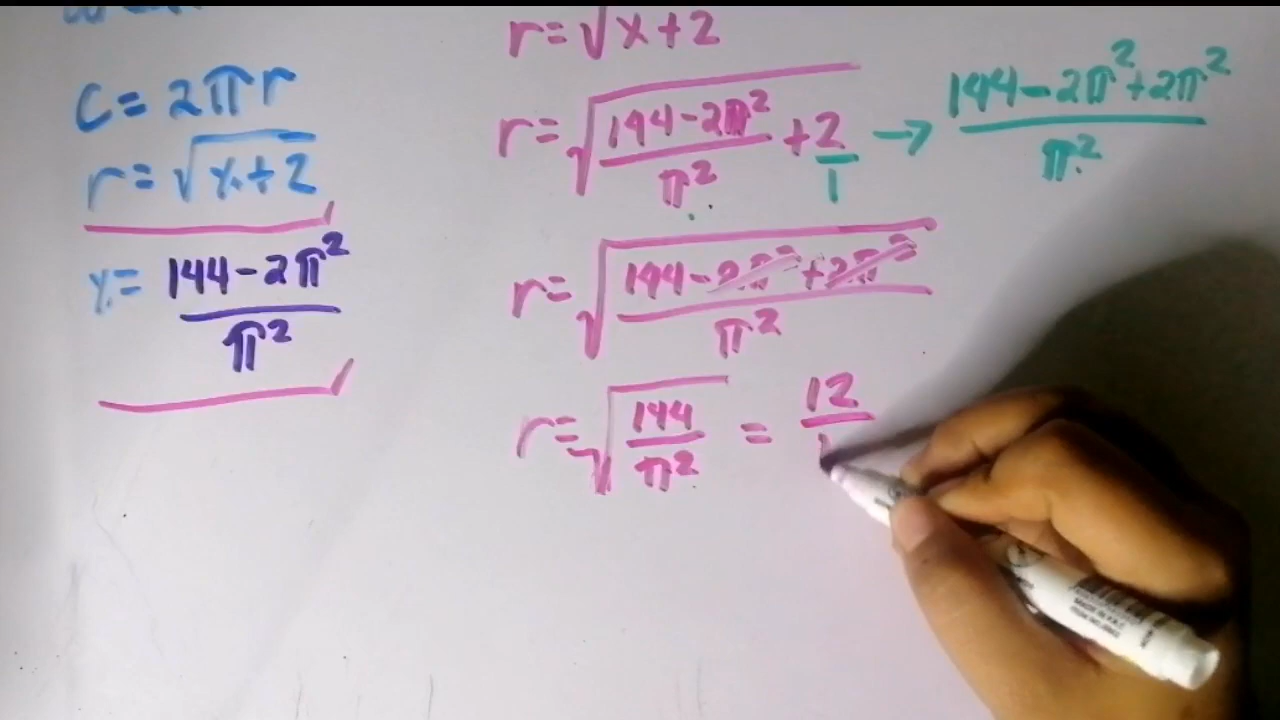 C = 2πr
r = √x+2
x = 144-2π² / π²
r = √x+2
r = √144-2π² / π² + 2 / 1 → 144-2π²+2π² / π²
r = √144-2π²+2π² / π²
r = √144 / π² = 12